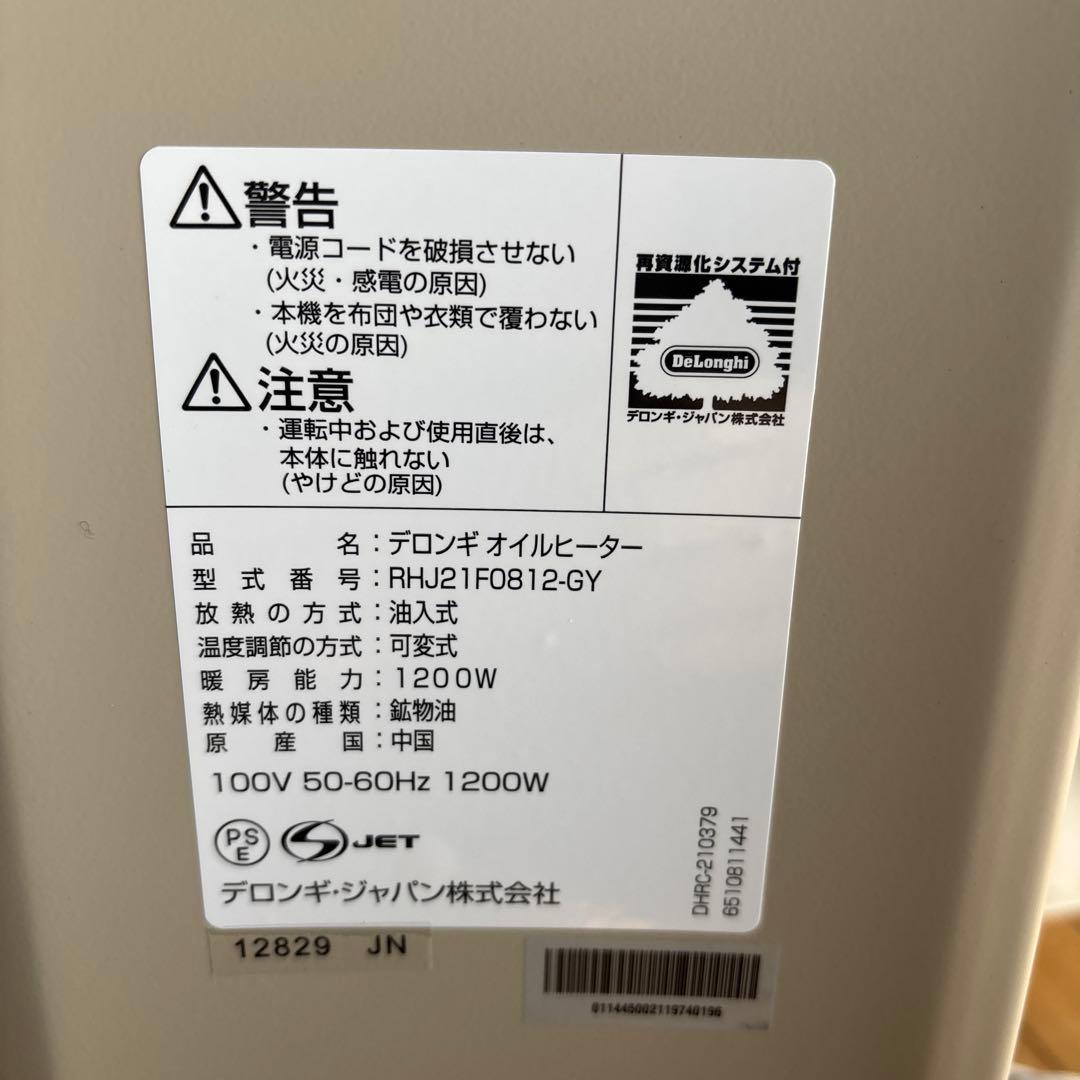 警告
・電源コードを破損させない
(火災・感電の原因)
・本機を布団や衣類で覆わない
(火災の原因)
注意
・運転中および使用直後は、
本体に触れない
(やけどの原因)
再資源化システム付
DeLonghi
デロンギ・ジャパン株式会社
品名：デロンギ オイルヒーター
型式番号：RHJ21F0812-GY
放熱の方式：油入式
温度調節の方式：可変式
暖房能力：1200W
熱媒体の種類：鉱物油
原産国：中国
100V 50-60Hz 1200W
PSE
JET
デロンギ・ジャパン株式会社
DHRC-210379
6510811441
12829 JN
011445002119740196